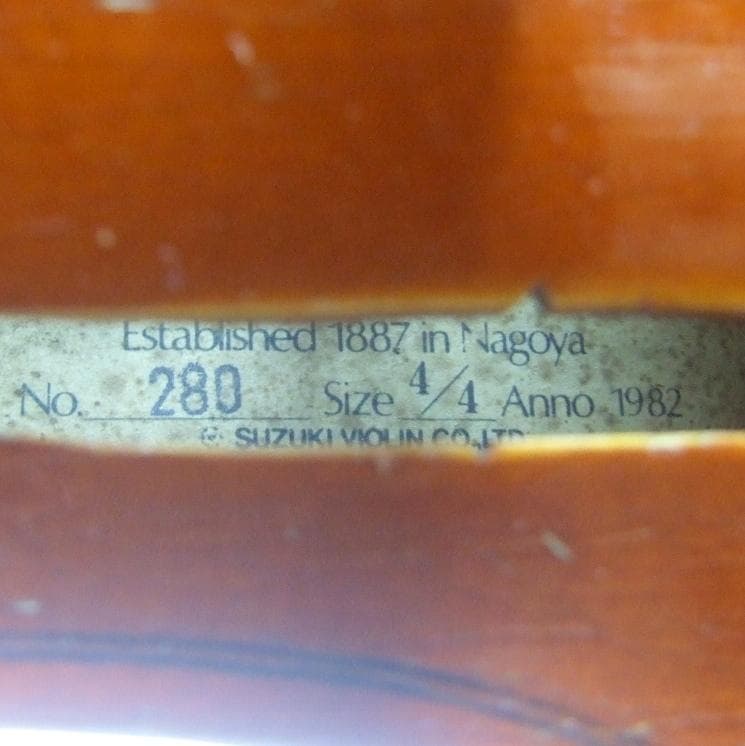 Established 1887 in Nagoya
No. 280 Size 4/4 Anno 1982
SUZUKI VIOLIN CO.,LTD